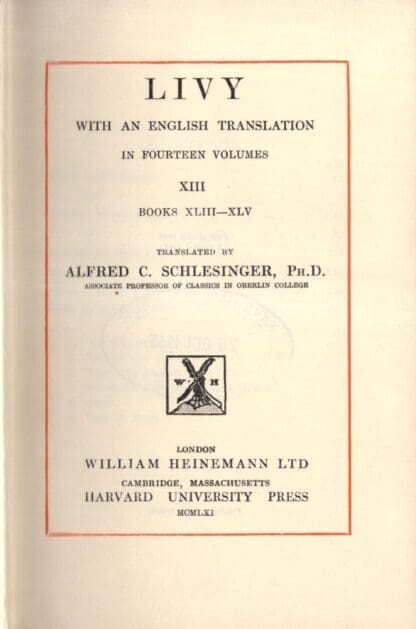 LIVY
WITH AN ENGLISH TRANSLATION
IN FOURTEEN VOLUMES
XIII
BOOKS XLIII—XLV
TRANSLATED BY
ALFRED C. SCHLESINGER, PH.D.
ASSOCIATE PROFESSOR OF CLASSICS IN OBERLIN COLLEGE
W H
LONDON
WILLIAM HEINEMANN LTD
CAMBRIDGE, MASSACHUSETTS
HARVARD UNIVERSITY PRESS
MCMLXI